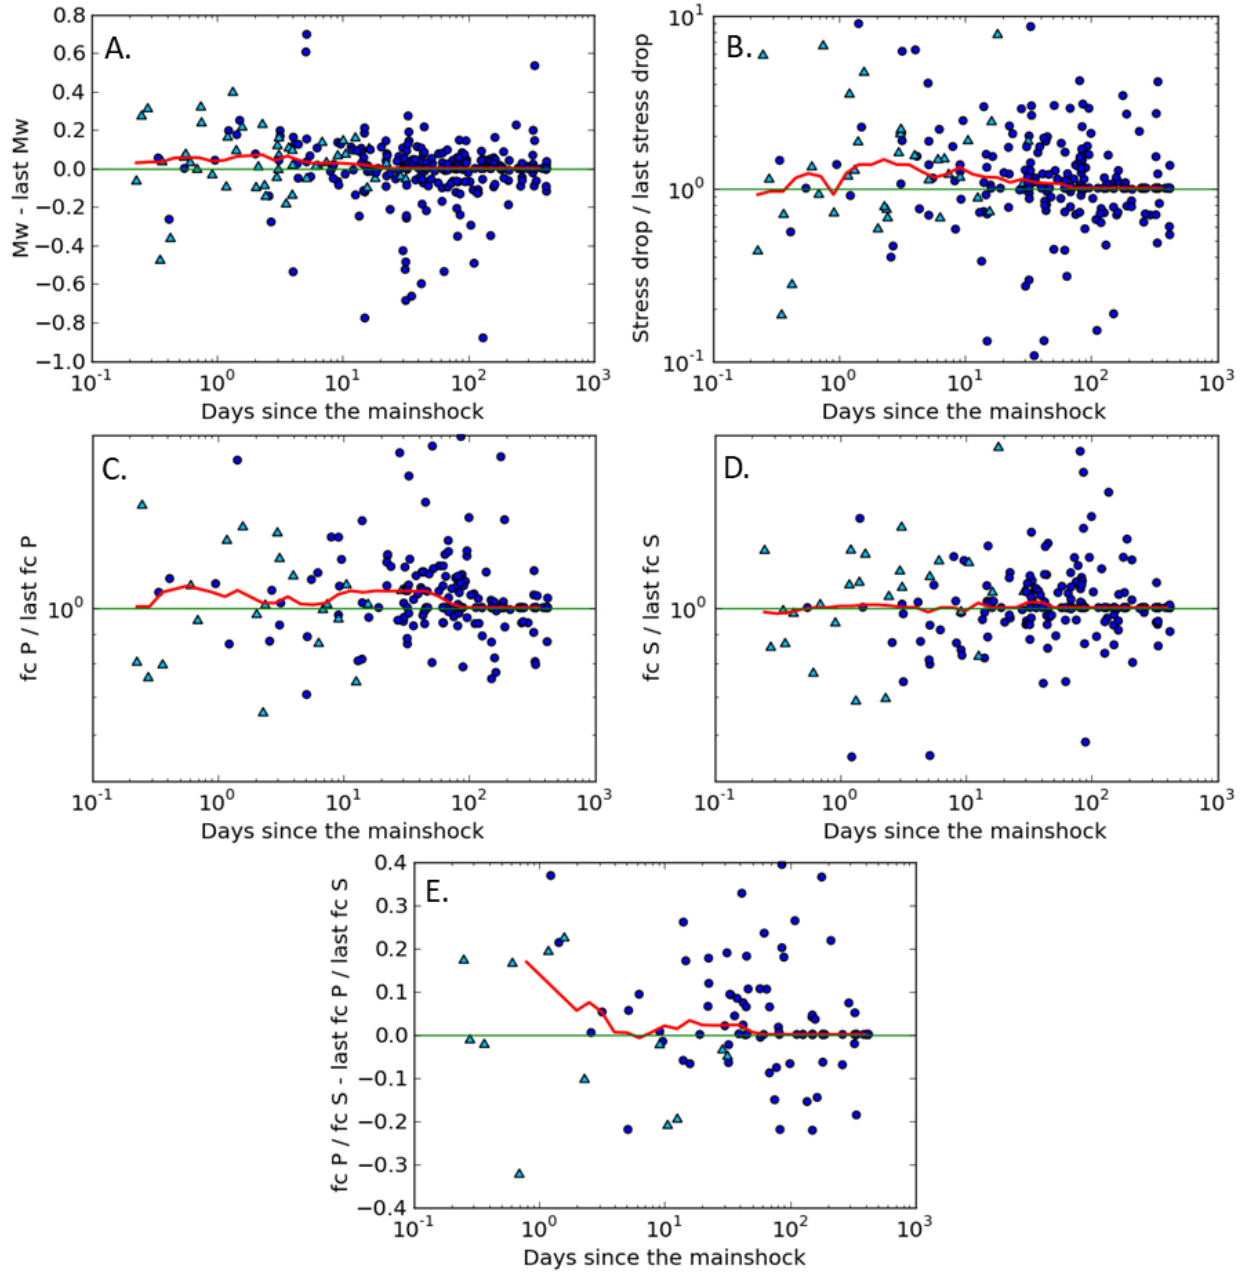 A.
Mw - last Mw
0.8
0.6
0.4
0.2
0.0
−0.2
−0.4
−0.6
−0.8
−1.0
10⁻¹ 10⁰ 10¹ 10² 10³
Days since the mainshock
B.
Stress drop / last stress drop
10¹
10⁰
10⁻¹
10⁻¹ 10⁰ 10¹ 10² 10³
Days since the mainshock
C.
fc P / last fc P
10⁰
10⁻¹ 10⁰ 10¹ 10² 10³
Days since the mainshock
D.
fc S / last fc S
10⁰
10⁻¹ 10⁰ 10¹ 10² 10³
Days since the mainshock
E.
fc P / fc S - last fc P / last fc S
0.4
0.3
0.2
0.1
0.0
−0.1
−0.2
−0.3
−0.4
10⁻¹ 10⁰ 10¹ 10² 10³
Days since the mainshock